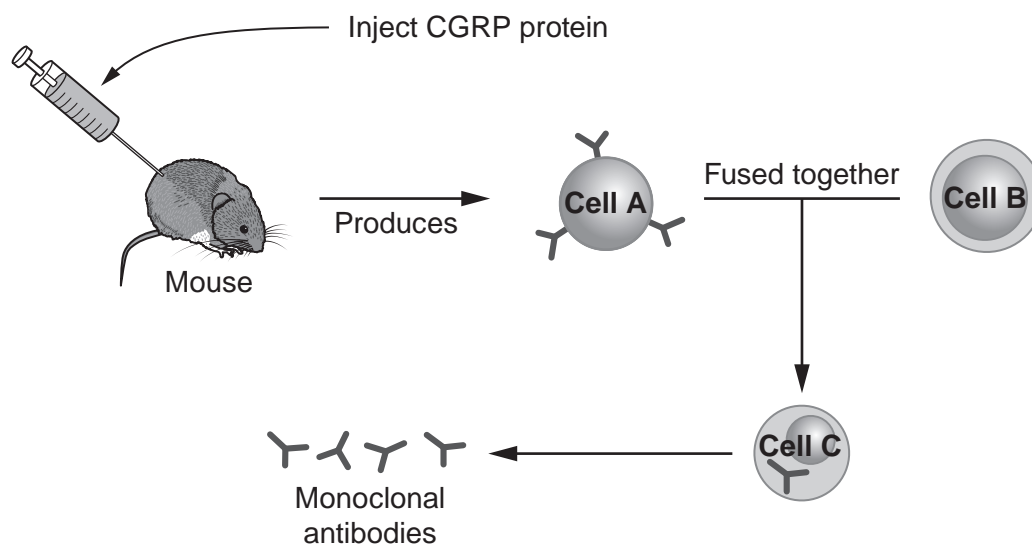 Inject CGRP protein
Produces
Mouse
Cell A
Fused together
Cell B
Cell C
Monoclonal
antibodies